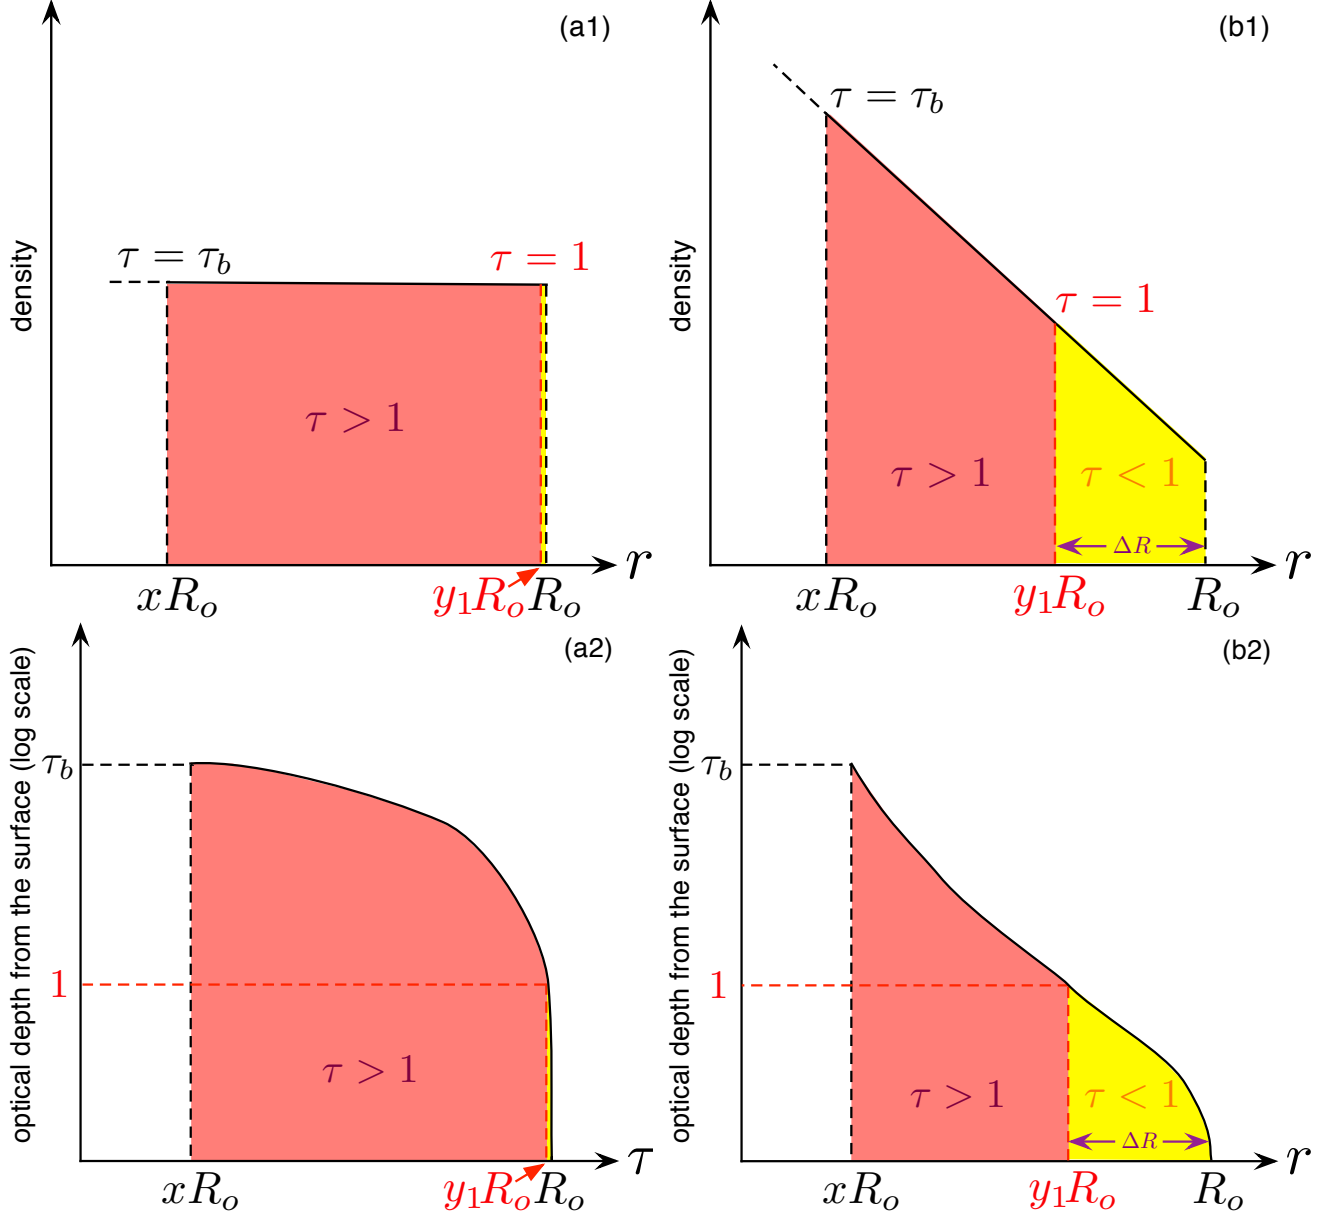 (a1)
density
τ = τ_b
τ = 1
τ > 1
r
xR_o
y_1R_o
R_o
(b1)
density
τ = τ_b
τ = 1
τ > 1
τ < 1
ΔR
r
xR_o
y_1R_o
R_o
(a2)
optical depth from the surface (log scale)
τ_b
1
τ > 1
τ
xR_o
y_1R_o
R_o
(b2)
optical depth from the surface (log scale)
τ_b
1
τ > 1
τ < 1
ΔR
r
xR_o
y_1R_o
R_o